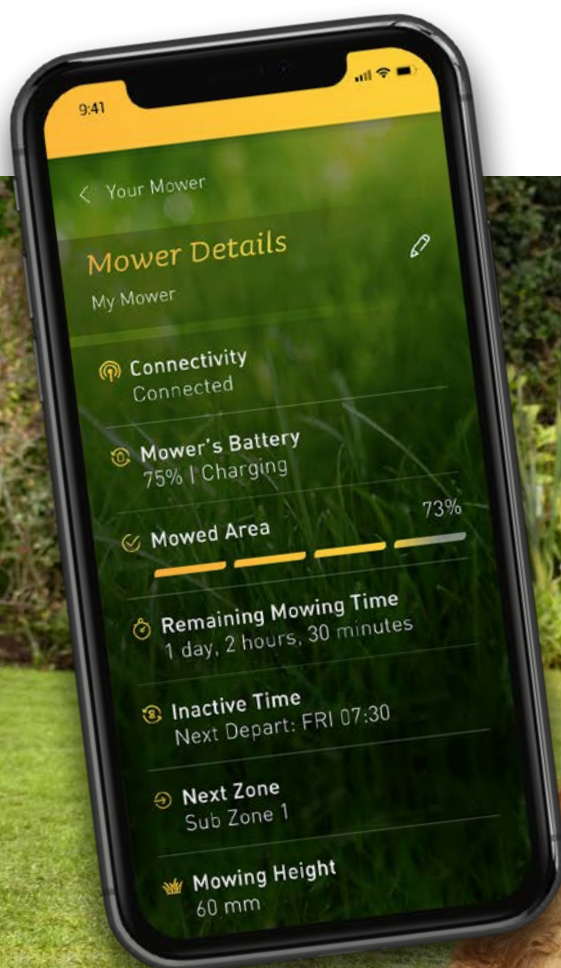 9:41
Your Mower
Mower Details
My Mower
Connectivity
Connected
Mower's Battery
75% | Charging
Mowed Area 73%
Remaining Mowing Time
1 day, 2 hours, 30 minutes
Inactive Time
Next Depart: FRI 07:30
Next Zone
Sub Zone 1
Mowing Height
60 mm